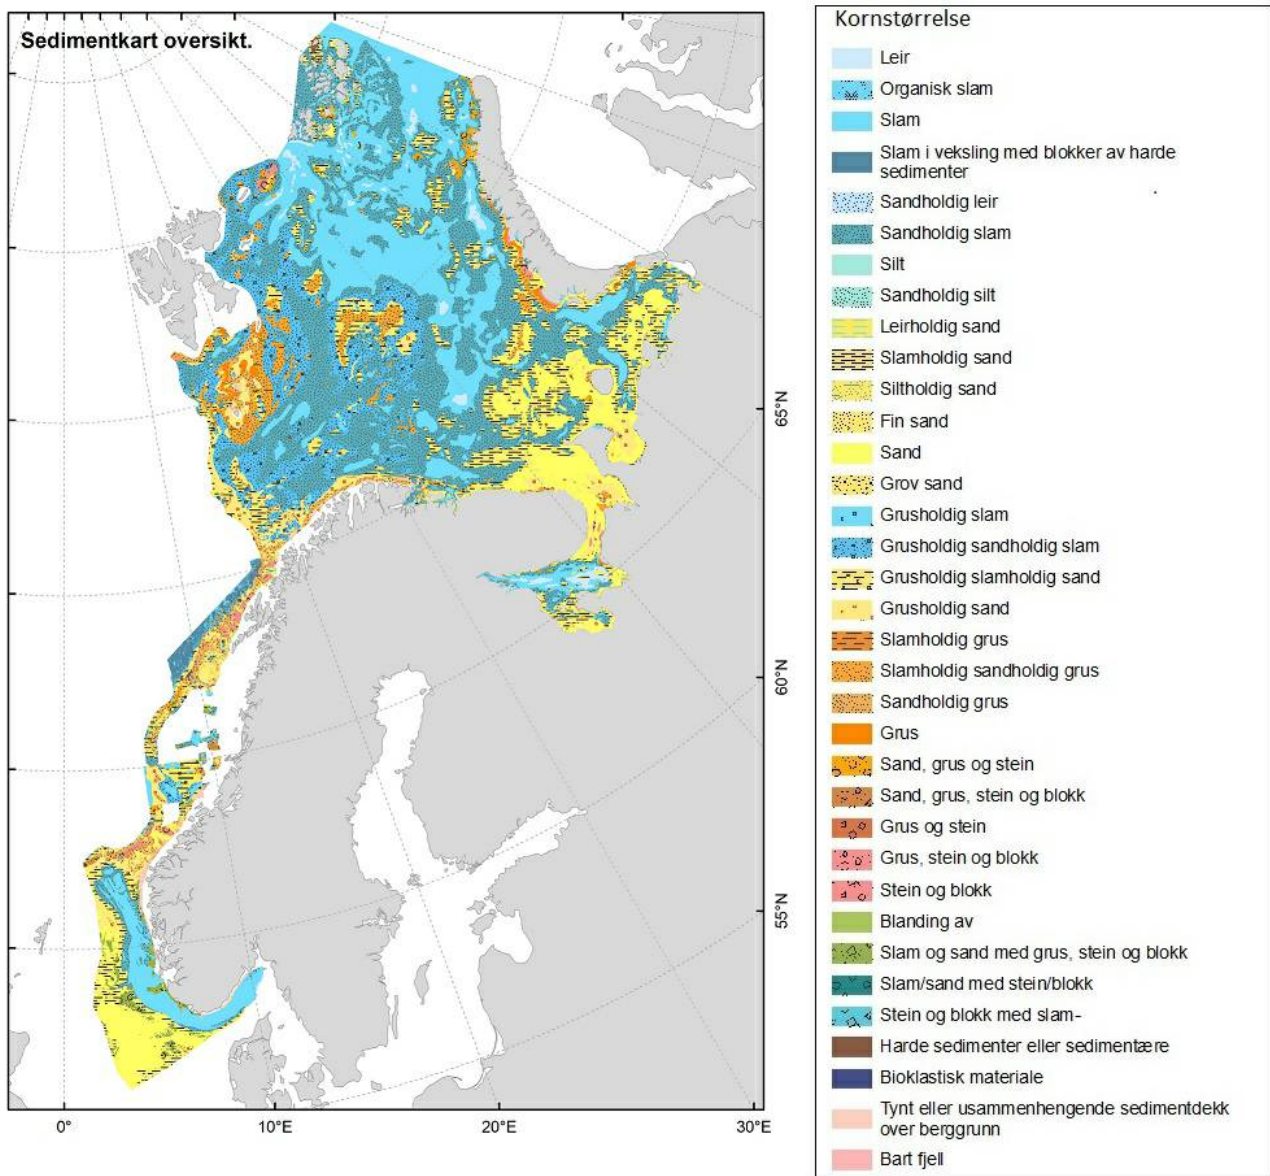 Sedimentkart oversikt.
65°N
60°N
55°N
0°
10°E
20°E
30°E
Kornstørrelse
Leir
Organisk slam
Slam
Slam i veksling med blokker av harde
sedimenter
Sandholdig leir
Sandholdig slam
Silt
Sandholdig silt
Leirholdig sand
Slamholdig sand
Siltholdig sand
Fin sand
Sand
Grov sand
Grusholdig slam
Grusholdig sandholdig slam
Grusholdig slamholdig sand
Grusholdig sand
Slamholdig grus
Slamholdig sandholdig grus
Sandholdig grus
Grus
Sand, grus og stein
Sand, grus, stein og blokk
Grus og stein
Grus, stein og blokk
Stein og blokk
Blanding av
Slam og sand med grus, stein og blokk
Slam/sand med stein/blokk
Stein og blokk med slam-
Harde sedimenter eller sedimentære
Bioklastisk materiale
Tynt eller usammenhengende sedimentdekk
over berggrunn
Bart fjell